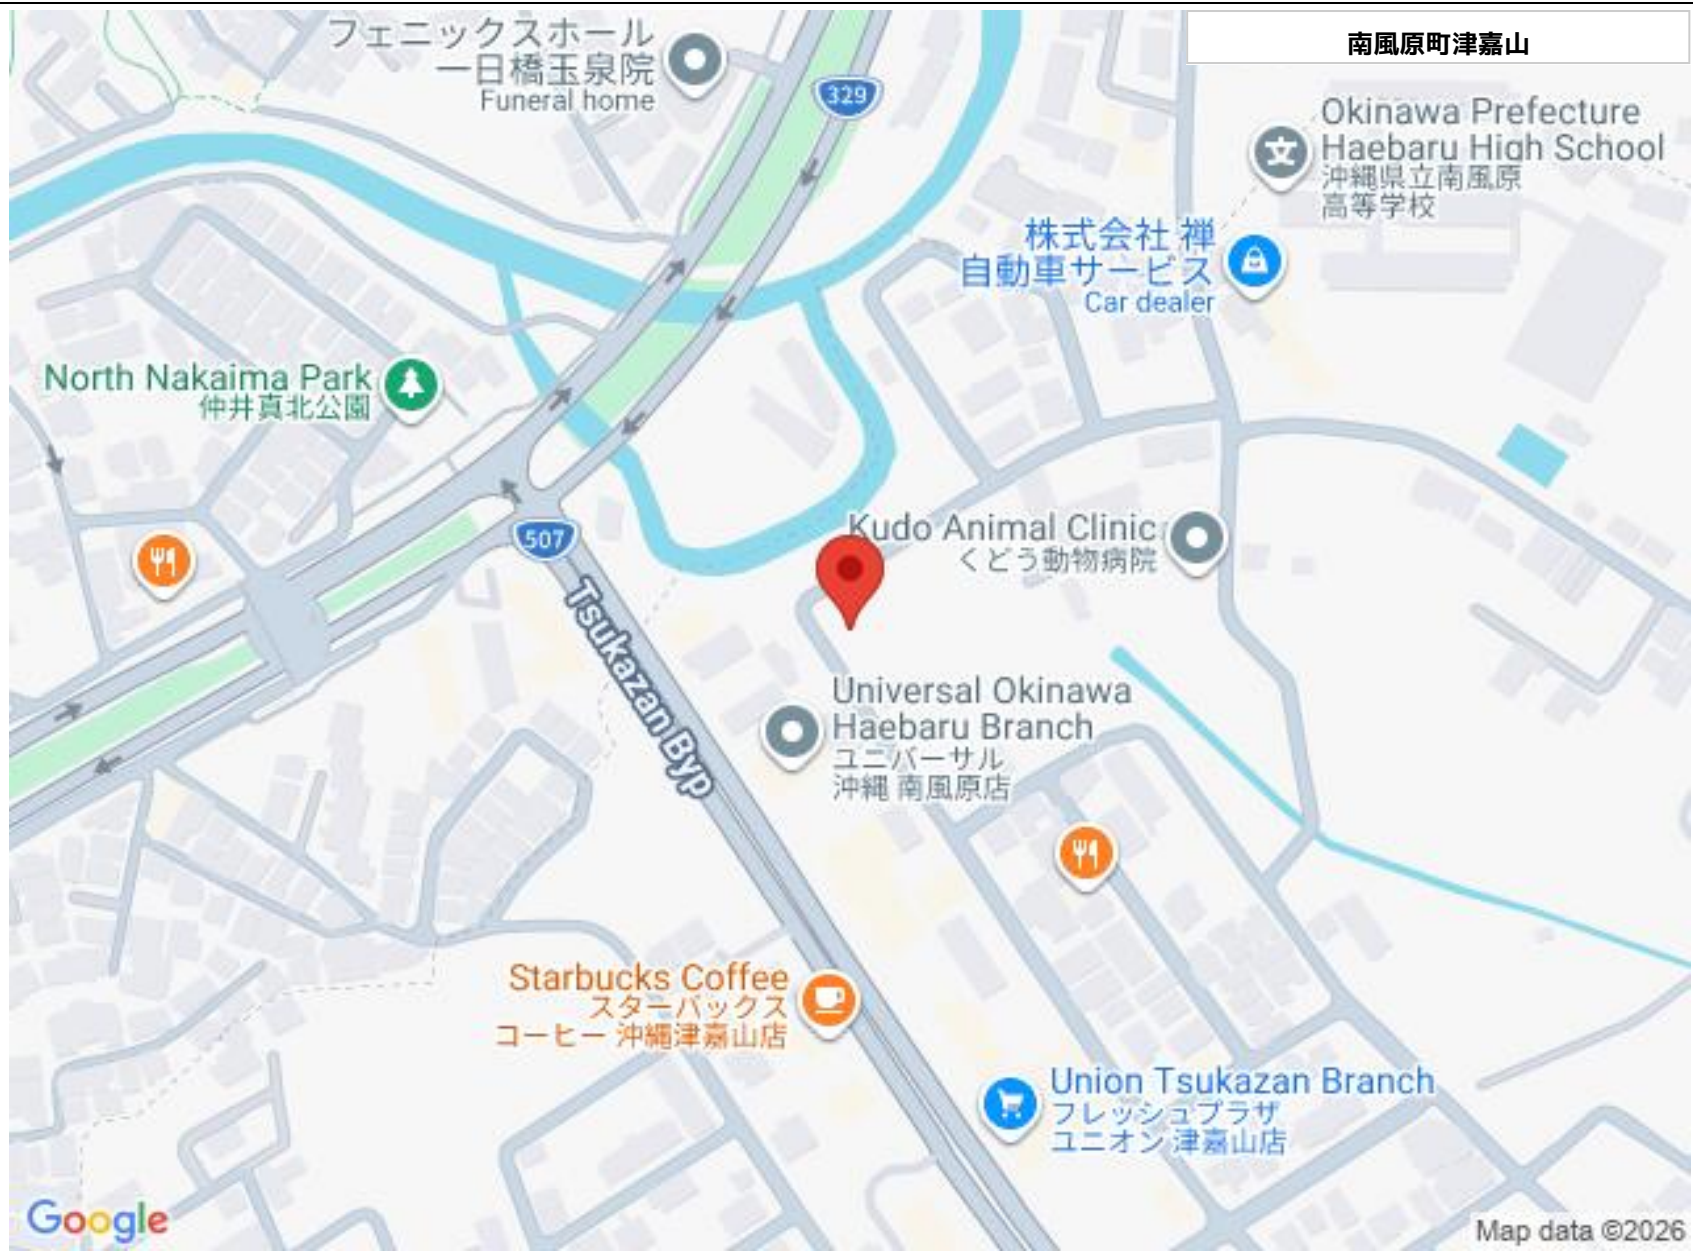 南風原町津嘉山
フェニックスホール
一日橋玉泉院
Funeral home
329
Okinawa Prefecture
Haebaru High School
沖縄県立南風原
高等学校
文
株式会社 禅
自動車サービス
Car dealer
North Nakaima Park
仲井真北公園
507
Kudo Animal Clinic
くどう動物病院
Tsukazan Byp
Universal Okinawa
Haebaru Branch
ユニバーサル
沖縄 南風原店
Starbucks Coffee
スターバックス
コーヒー 沖縄津嘉山店
Union Tsukazan Branch
フレッシュプラザ
ユニオン 津嘉山店
Google
Map data ©2026